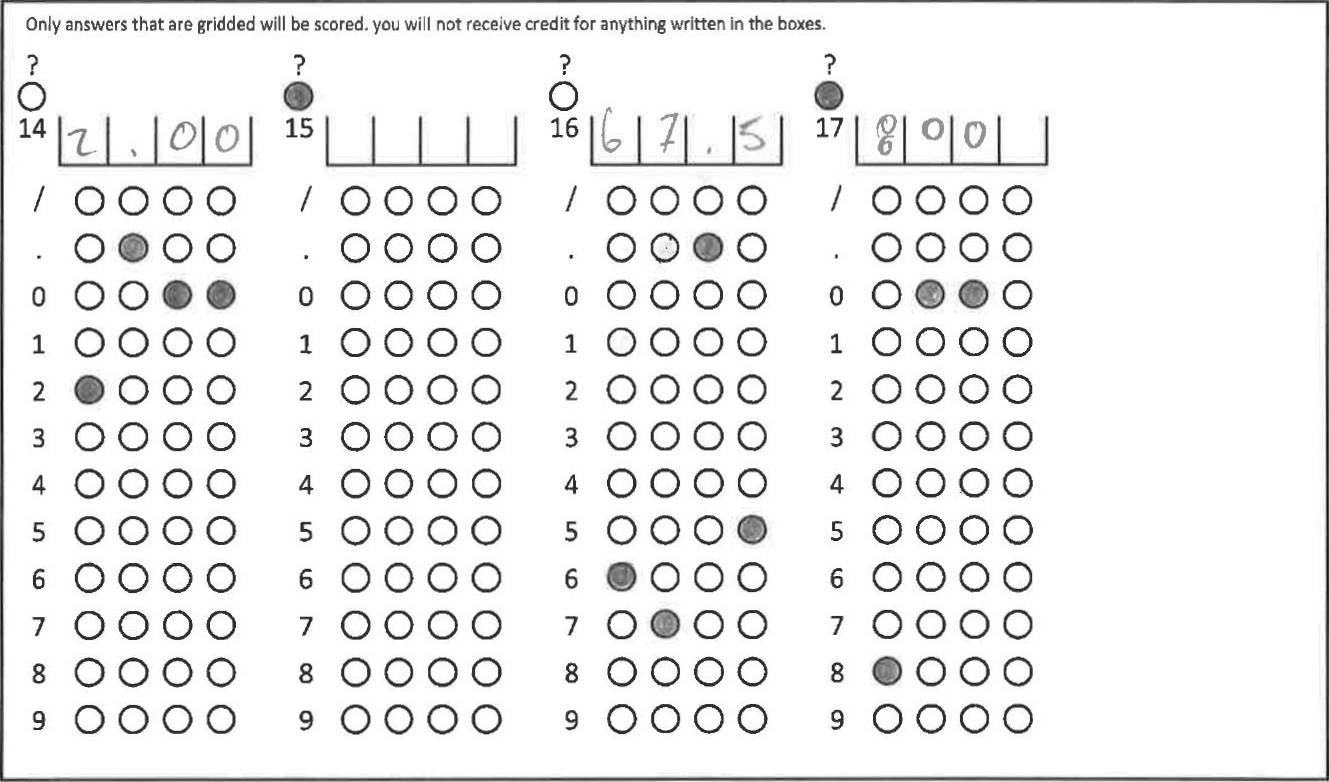 Only answers that are gridded will be scored. you will not receive credit for anything written in the boxes.
? ? ? ?
14 2 . 0 0 15 16 6 7 . 5 17 8 0 0
/ / / /
. . . .
0 0 0 0
1 1 1 1
2 2 2 2
3 3 3 3
4 4 4 4
5 5 5 5
6 6 6 6
7 7 7 7
8 8 8 8
9 9 9 9